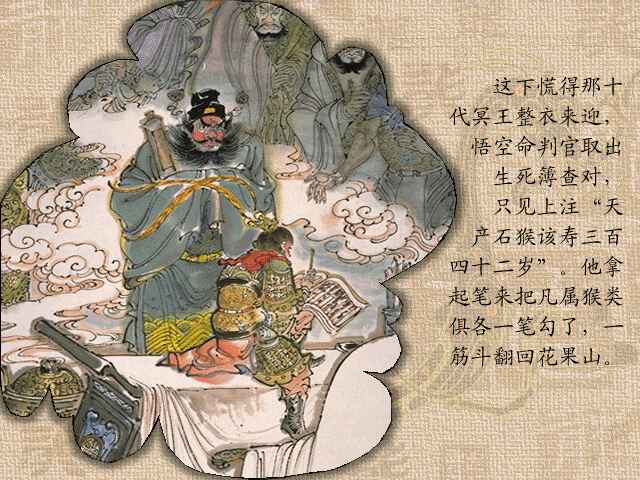 这下慌得那十
代冥王整衣来迎，
悟空命判官取出
生死薄查对，
只见上注“天
产石猴该寿三百
四十二岁”。他拿
起笔来把凡属猴类
俱各一笔勾了，一
筋斗翻回花果山。